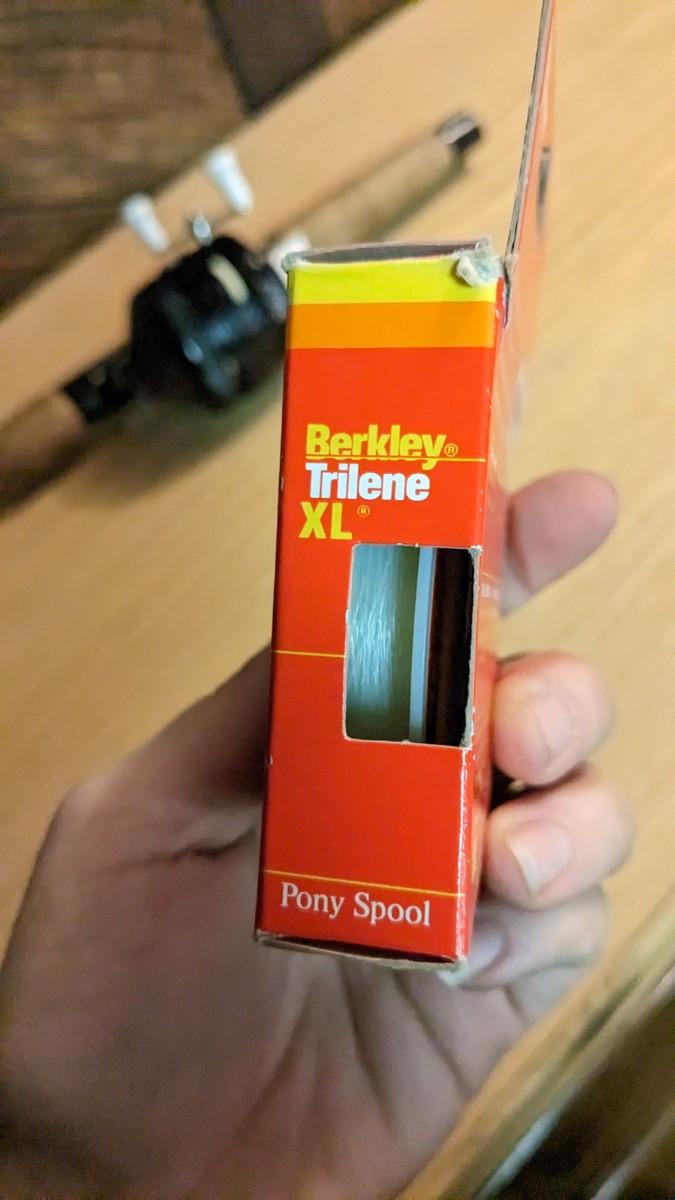 Berkley®
Trilene
XL®
Pony Spool